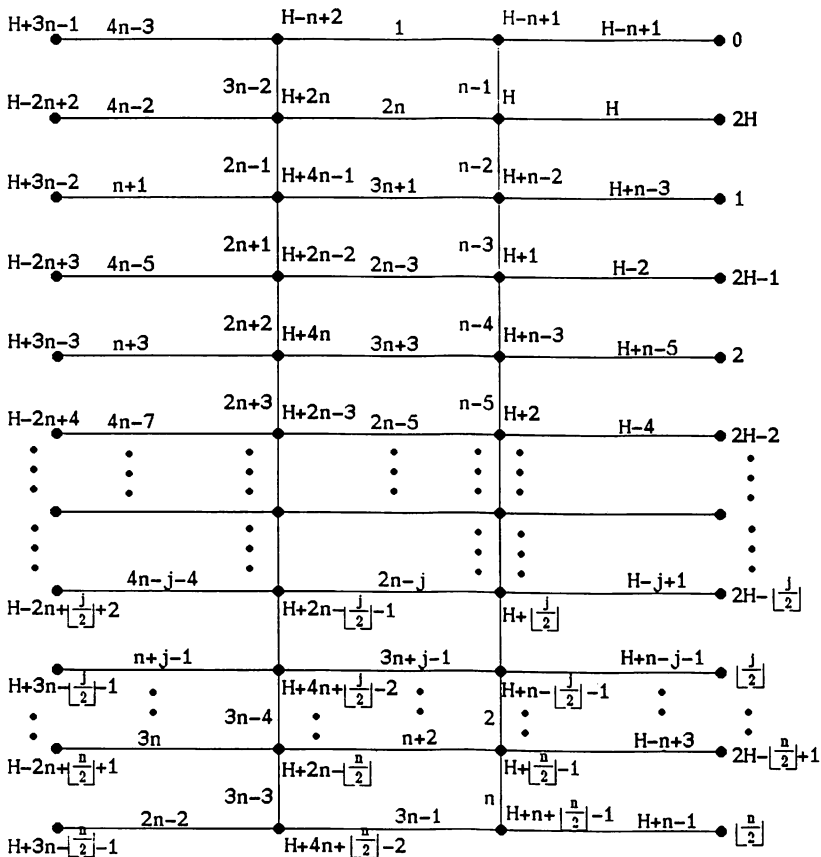 H+3n-1 4n-3 H-n+2 1 H-n+1 H-n+1 0
3n-2 n-1
H-2n+2 4n-2 H+2n 2n H H 2H
2n-1 n-2
H+3n-2 n+1 H+4n-1 3n+1 H+n-2 H+n-3 1
2n+1 n-3
H-2n+3 4n-5 H+2n-2 2n-3 H+1 H-2 2H-1
2n+2 n-4
H+3n-3 n+3 H+4n 3n+3 H+n-3 H+n-5 2
2n+3 n-5
H-2n+4 4n-7 H+2n-3 2n-5 H+2 H-4 2H-2
4n-j-4 2n-j H-j+1
H-2n+⌊j/2⌋+2 H+2n-⌊j/2⌋-1 H+⌊j/2⌋ 2H-⌊j/2⌋
n+j-1 3n+j-1 H+n-j-1
H+3n-⌊j/2⌋-1 H+4n+⌊j/2⌋-2 H+n-⌊j/2⌋-1 ⌊j/2⌋
3n-4 2
3n n+2 H-n+3
H-2n+⌊n/2⌋+1 H+2n-⌊n/2⌋ H+⌊n/2⌋-1 2H-⌊n/2⌋+1
3n-3 n
2n-2 3n-1 H+n+⌊n/2⌋-1 H+n-1 ⌊n/2⌋
H+3n-⌊n/2⌋-1 H+4n+⌊n/2⌋-2